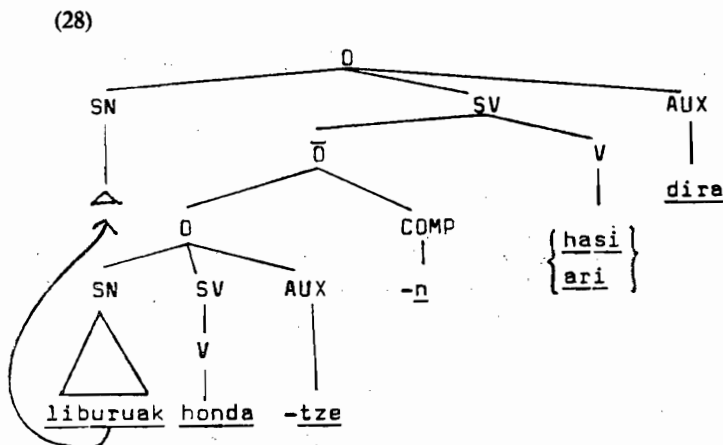 (28)
O
SN SV AUX
Ō V dira
O COMP { hasi ari }
SN SV AUX -n
V
liburuak honda -tze